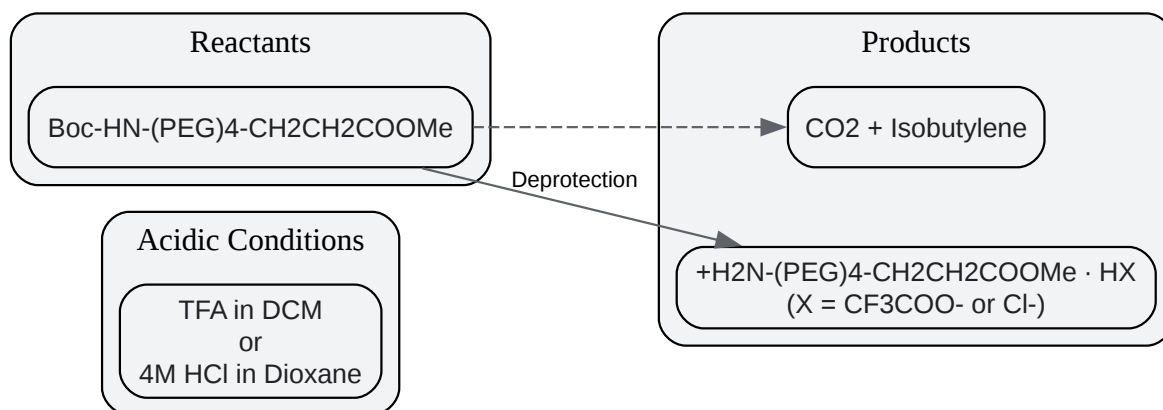 Reactants
Boc-HN-(PEG)4-CH2CH2COOMe
Deprotection
Acidic Conditions
TFA in DCM
or
4M HCl in Dioxane
Products
CO2 + Isobutylene
+H2N-(PEG)4-CH2CH2COOMe · HX
(X = CF3COO- or Cl-)